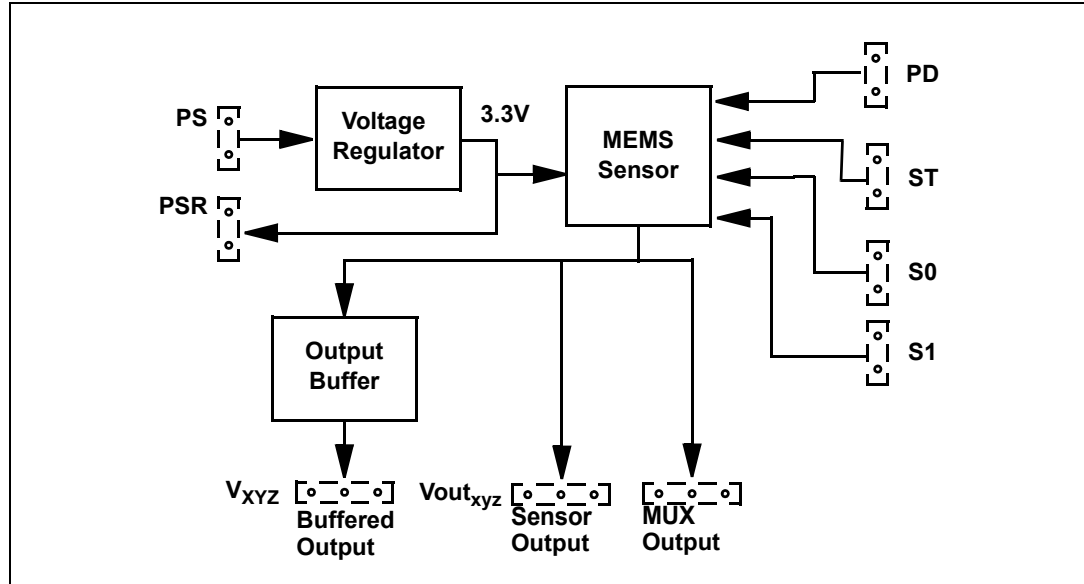 PS
Voltage
Regulator
3.3V
MEMS
Sensor
PD
PSR
ST
S0
S1
Output
Buffer
VXYZ
Buffered
Output
Voutxyz
Sensor
Output
MUX
Output